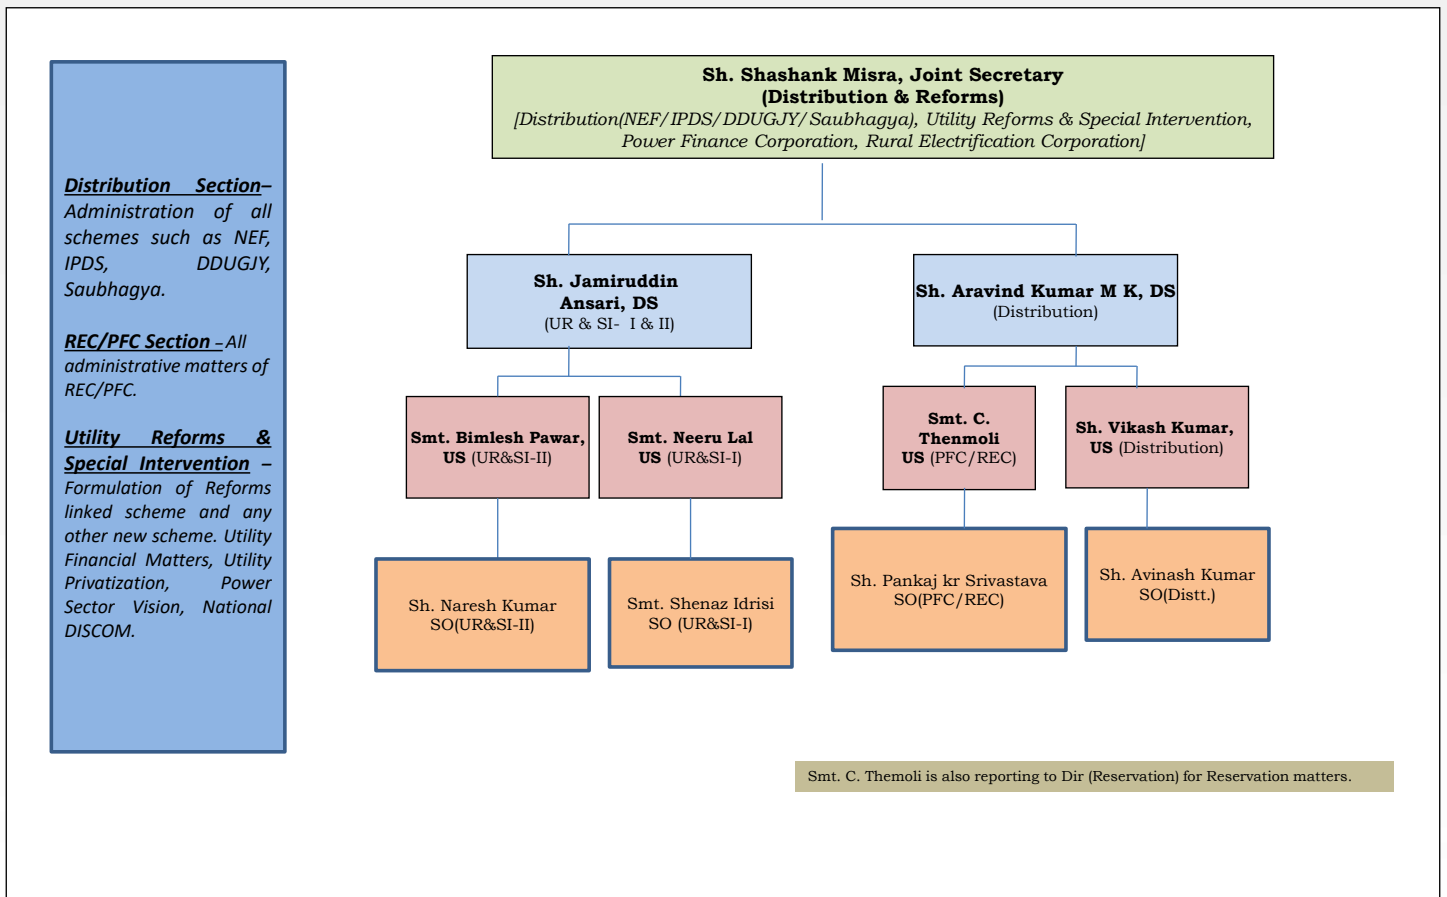 Sh. Shashank Misra, Joint Secretary
(Distribution & Reforms)
[Distribution(NEF/IPDS/DDUGJY/Saubhagya), Utility Reforms & Special Intervention,
Power Finance Corporation, Rural Electrification Corporation]
Distribution Section–
Administration of all
schemes such as NEF,
IPDS, DDUGJY,
Saubhagya.
REC/PFC Section – All
administrative matters of
REC/PFC.
Utility Reforms &
Special Intervention –
Formulation of Reforms
linked scheme and any
other new scheme. Utility
Financial Matters, Utility
Privatization, Power
Sector Vision, National
DISCOM.
Sh. Jamiruddin
Ansari, DS
(UR & SI- I & II)
Sh. Aravind Kumar M K, DS
(Distribution)
Smt. Bimlesh Pawar,
US (UR&SI-II)
Smt. Neeru Lal
US (UR&SI-I)
Smt. C.
Thenmoli
US (PFC/REC)
Sh. Vikash Kumar,
US (Distribution)
Sh. Naresh Kumar
SO(UR&SI-II)
Smt. Shenaz Idrisi
SO (UR&SI-I)
Sh. Pankaj kr Srivastava
SO(PFC/REC)
Sh. Avinash Kumar
SO(Distt.)
Smt. C. Themoli is also reporting to Dir (Reservation) for Reservation matters.